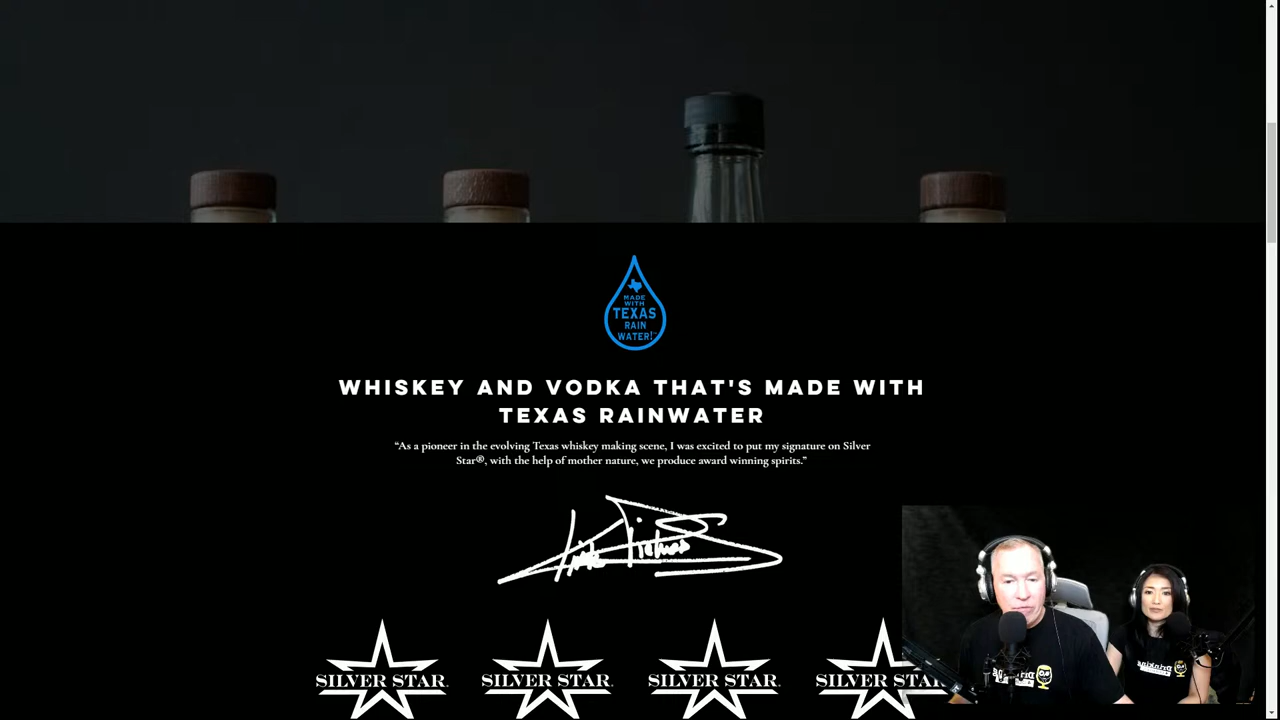 MADE
WITH
TEXAS
RAIN
WATER!
WHISKEY AND VODKA THAT'S MADE WITH
TEXAS RAINWATER
“As a pioneer in the evolving Texas whiskey making scene, I was excited to put my signature on Silver
Star®, with the help of mother nature, we produce award winning spirits.”
SILVER STAR SILVER STAR SILVER STAR SILVER STAR